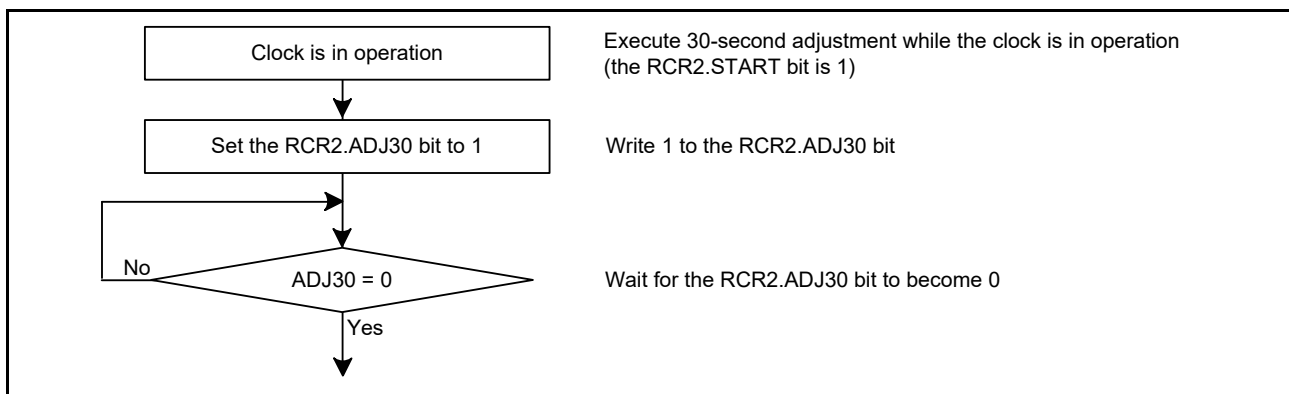 Clock is in operation
Execute 30-second adjustment while the clock is in operation
(the RCR2.START bit is 1)
Set the RCR2.ADJ30 bit to 1
Write 1 to the RCR2.ADJ30 bit
No
ADJ30 = 0
Wait for the RCR2.ADJ30 bit to become 0
Yes